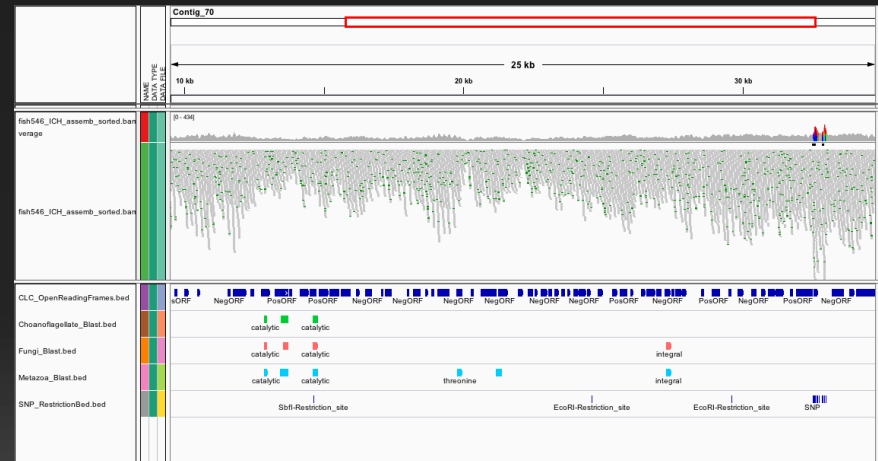 Contig_70
25 kb
10 kb 20 kb 30 kb
NAME
DATA TYPE
DATA FILE
fish546_ICH_assemb_sorted.bam
verage
[0 - 434]
fish546_ICH_assemb_sorted.bam
CLC_OpenReadingFrames.bed
sORF NegORF PosORF PosORF NegORF NegORF NegORF NegORF NegORF NegORF PosORF NegORF PosORF NegORF PosORF NegORF
Choanoflagellate_Blast.bed
catalytic catalytic
Fungi_Blast.bed
catalytic catalytic integral
Metazoa_Blast.bed
catalytic catalytic threonine integral
SNP_RestrictionBed.bed
SbfI-Restriction_site EcoRI-Restriction_site EcoRI-Restriction_site SNP